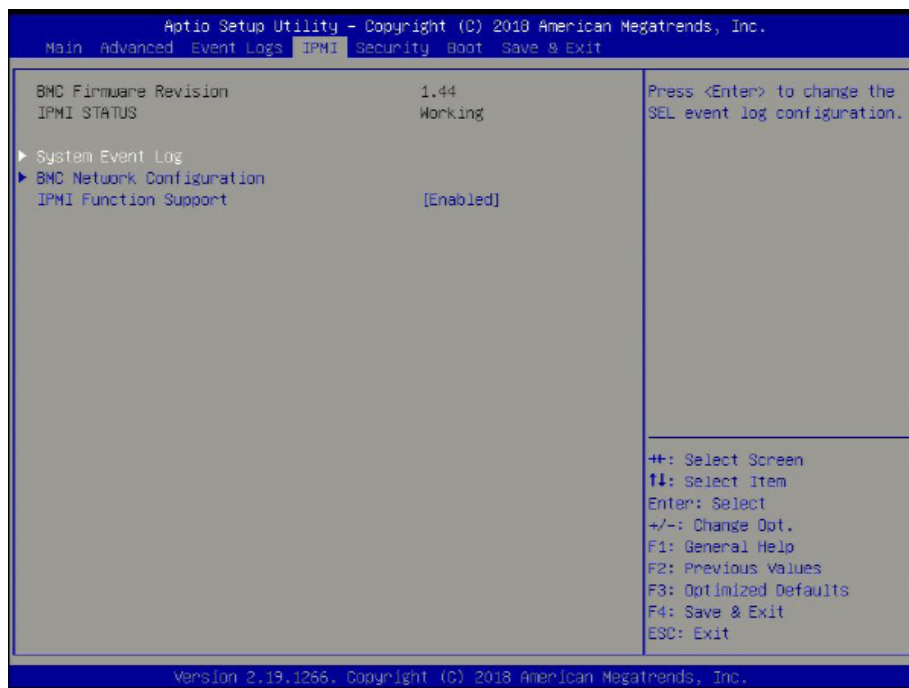 Aptio Setup Utility – Copyright (C) 2018 American Megatrends, Inc.
Main Advanced Event Logs IPMI Security Boot Save & Exit
BMC Firmware Revision 1.44
IPMI STATUS Working
System Event Log
BMC Network Configuration
IPMI Function Support [Enabled]
Press <Enter> to change the
SEL event log configuration.
→←: Select Screen
↑↓: Select Item
Enter: Select
+/-: Change Opt.
F1: General Help
F2: Previous Values
F3: Optimized Defaults
F4: Save & Exit
ESC: Exit
Version 2.19.1266. Copyright (C) 2018 American Megatrends, Inc.